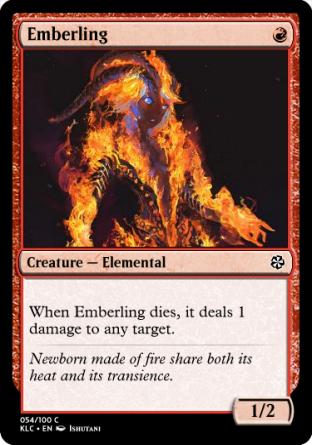 Emberling
Creature — Elemental
When Emberling dies, it deals 1
damage to any target.
Newborn made of fire share both its
heat and its transience.
1/2
054/100 C
KLC • EN Ishutani